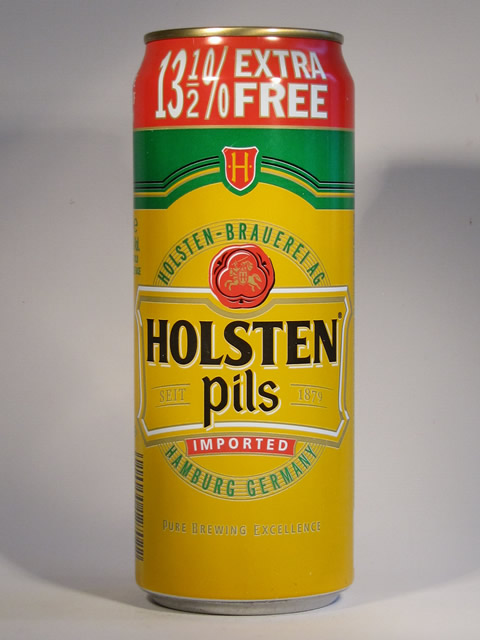 13 1/2% EXTRA FREE
H
HOLSTEN-BRAUEREI AG
HOLSTEN®
pils
SEIT 1879
IMPORTED
HAMBURG GERMANY
PURE BREWING EXCELLENCE